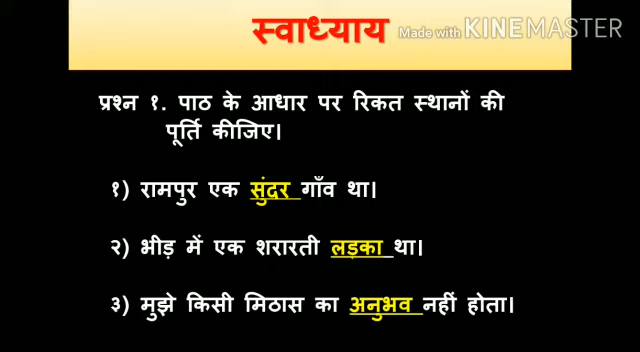 स्वाध्याय
Made with KINEMASTER
प्रश्न १. पाठ के आधार पर रिकत स्थानों की
पूर्ति कीजिए।
१) रामपुर एक सुंदर गाँव था।
२) भीड़ में एक शरारती लड़का था।
३) मुझे किसी मिठास का अनुभव नहीं होता।